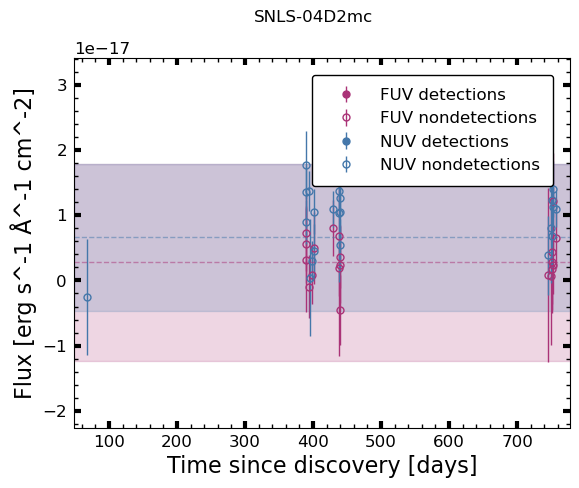 SNLS-04D2mc
1e−17
Flux [erg s^-1 Å^-1 cm^-2]
3
2
1
0
−1
−2
FUV detections
FUV nondetections
NUV detections
NUV nondetections
100 200 300 400 500 600 700
Time since discovery [days]